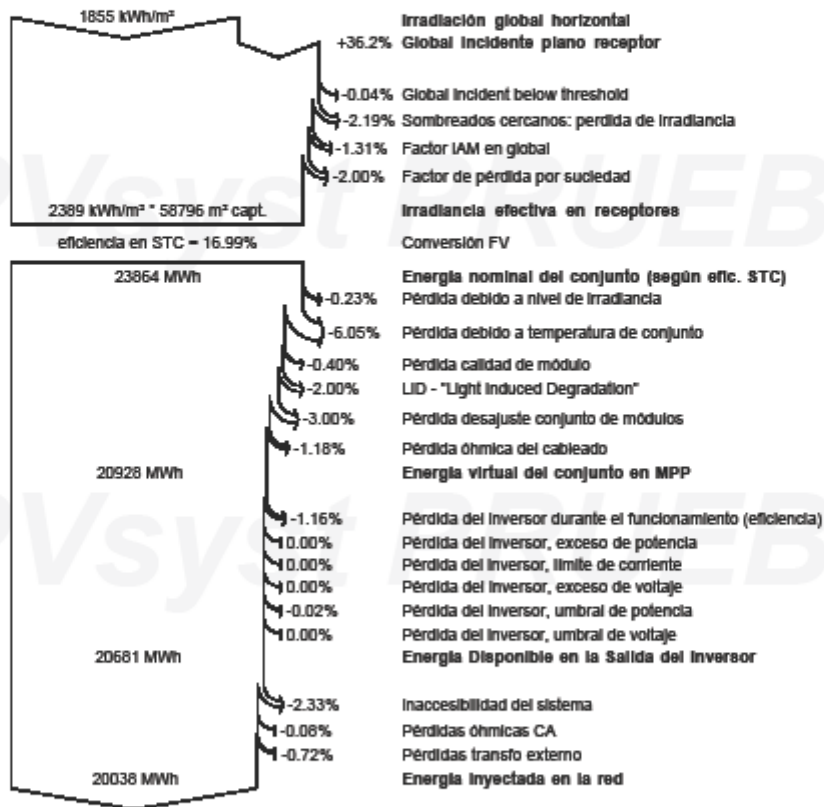 1855 kWh/m² Irradiación global horizontal
+36.2% Global incidente plano receptor
-0.04% Global incident below threshold
-2.19% Sombreados cercanos: perdida de irradiancia
-1.31% Factor IAM en global
-2.00% Factor de pérdida por suciedad
2389 kWh/m² * 58796 m² capt. Irradiancia efectiva en receptores
eficiencia en STC = 16.99% Conversión FV
23864 MWh Energía nominal del conjunto (según efic. STC)
-0.23% Pérdida debido a nivel de irradiancia
-6.05% Pérdida debido a temperatura de conjunto
-0.40% Pérdida calidad de módulo
-2.00% LID - "Light Induced Degradation"
-3.00% Pérdida desajuste conjunto de módulos
-1.18% Pérdida óhmica del cableado
20928 MWh Energía virtual del conjunto en MPP
-1.16% Pérdida del inversor durante el funcionamiento (eficiencia)
0.00% Pérdida del inversor, exceso de potencia
0.00% Pérdida del inversor, límite de corriente
0.00% Pérdida del inversor, exceso de voltaje
-0.02% Pérdida del inversor, umbral de potencia
0.00% Pérdida del inversor, umbral de voltaje
20681 MWh Energía Disponible en la Salida del Inversor
-2.33% Inaccesibilidad del sistema
-0.08% Pérdidas óhmicas CA
-0.72% Pérdidas transfo externo
20038 MWh Energía inyectada en la red
PVsyst PRUEB
PVsyst PRUEB